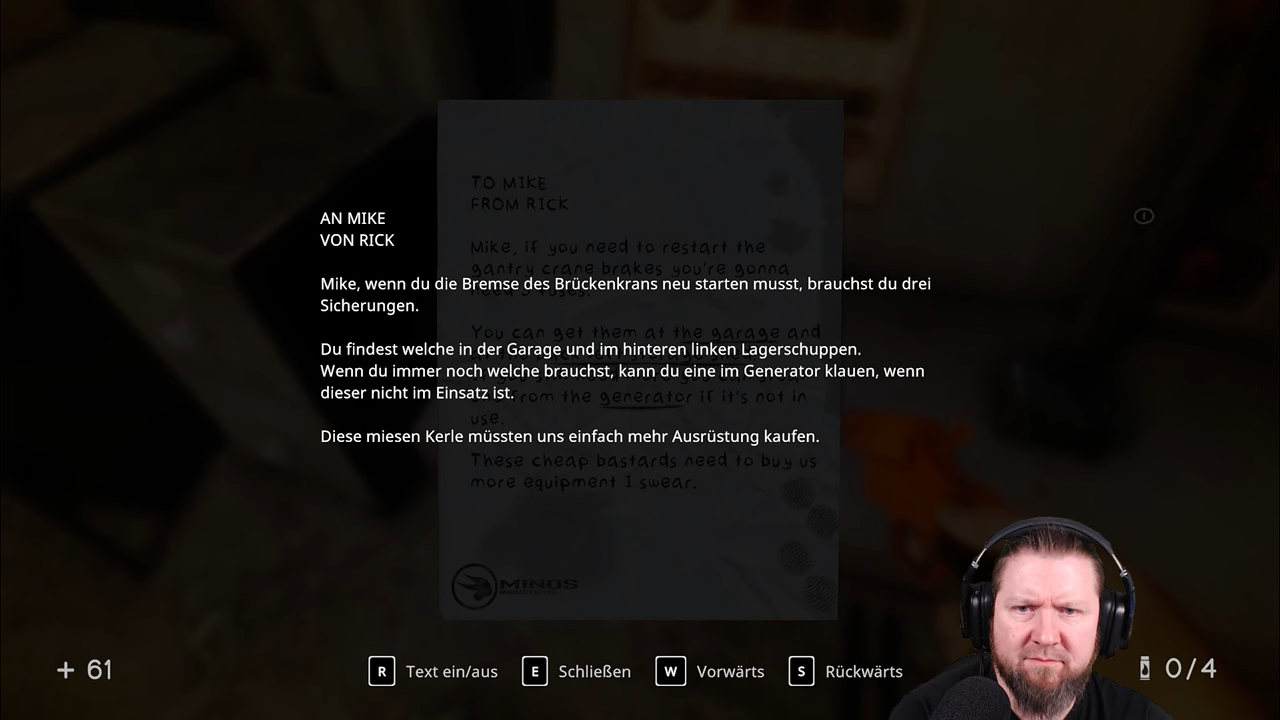 TO MIKE
FROM RICK
Mike, if you need to restart the
gantry crane brakes you're gonna
You can get them at the garage and
from the generator if it's not in
use.
These cheap bastards need to buy us
more equipment I swear.
MINOS
AN MIKE
VON RICK
Mike, wenn du die Bremse des Brückenkrans neu starten musst, brauchst du drei
Sicherungen.
Du findest welche in der Garage und im hinteren linken Lagerschuppen.
Wenn du immer noch welche brauchst, kann du eine im Generator klauen, wenn
dieser nicht im Einsatz ist.
Diese miesen Kerle müssten uns einfach mehr Ausrüstung kaufen.
+ 61
R Text ein/aus E Schließen W Vorwärts S Rückwärts
0/4